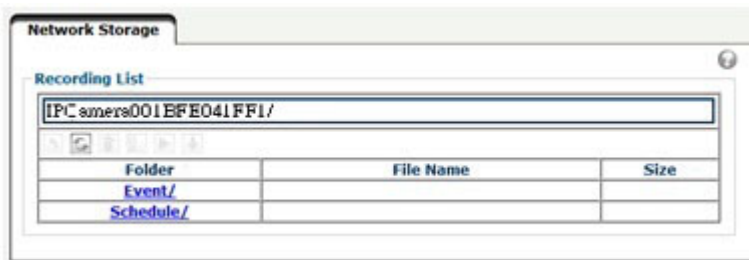 Network Storage
Recording List
IPCamera001BFE041FF1/
Folder File Name Size
Event/
Schedule/